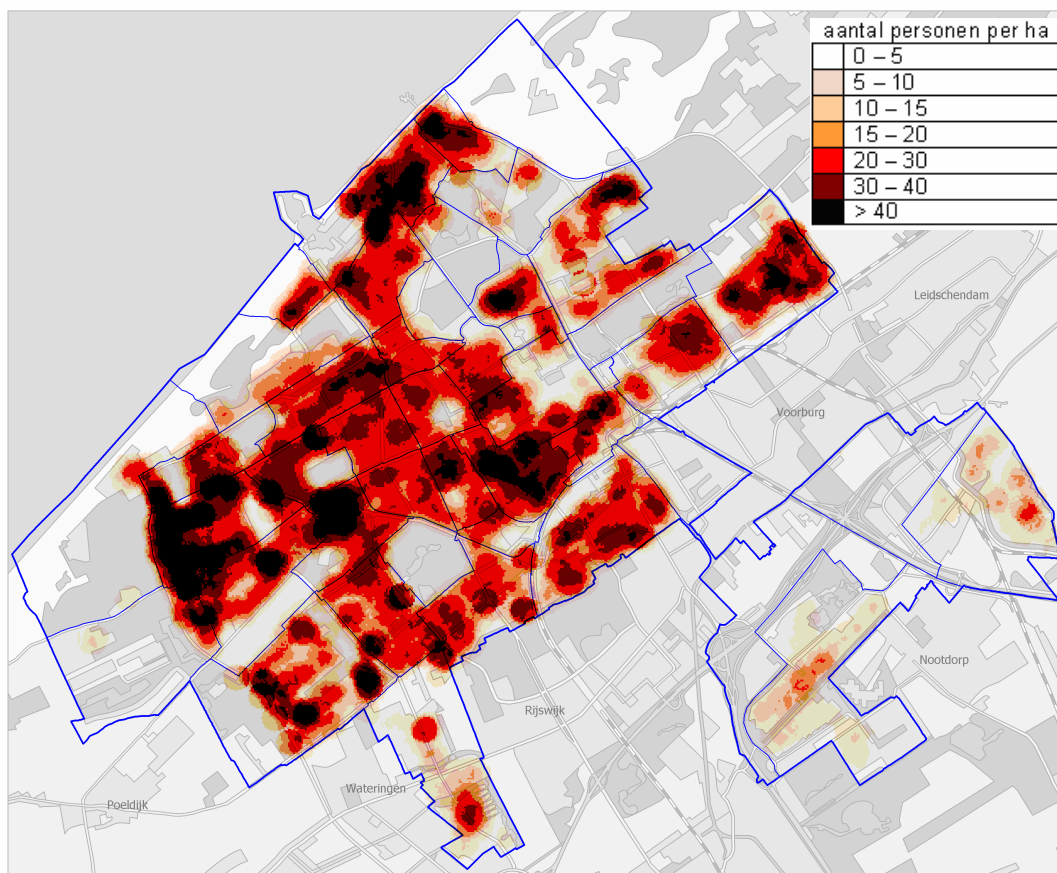 aantal personen per ha
0 – 5
5 – 10
10 – 15
15 – 20
20 – 30
30 – 40
> 40
Leidschendam
Voorburg
Nootdorp
Rijswijk
Wateringen
Poeldijk